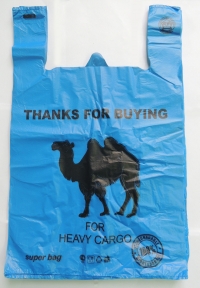 THANKS FOR BUYING
FOR
HEAVY CARGO
super bag